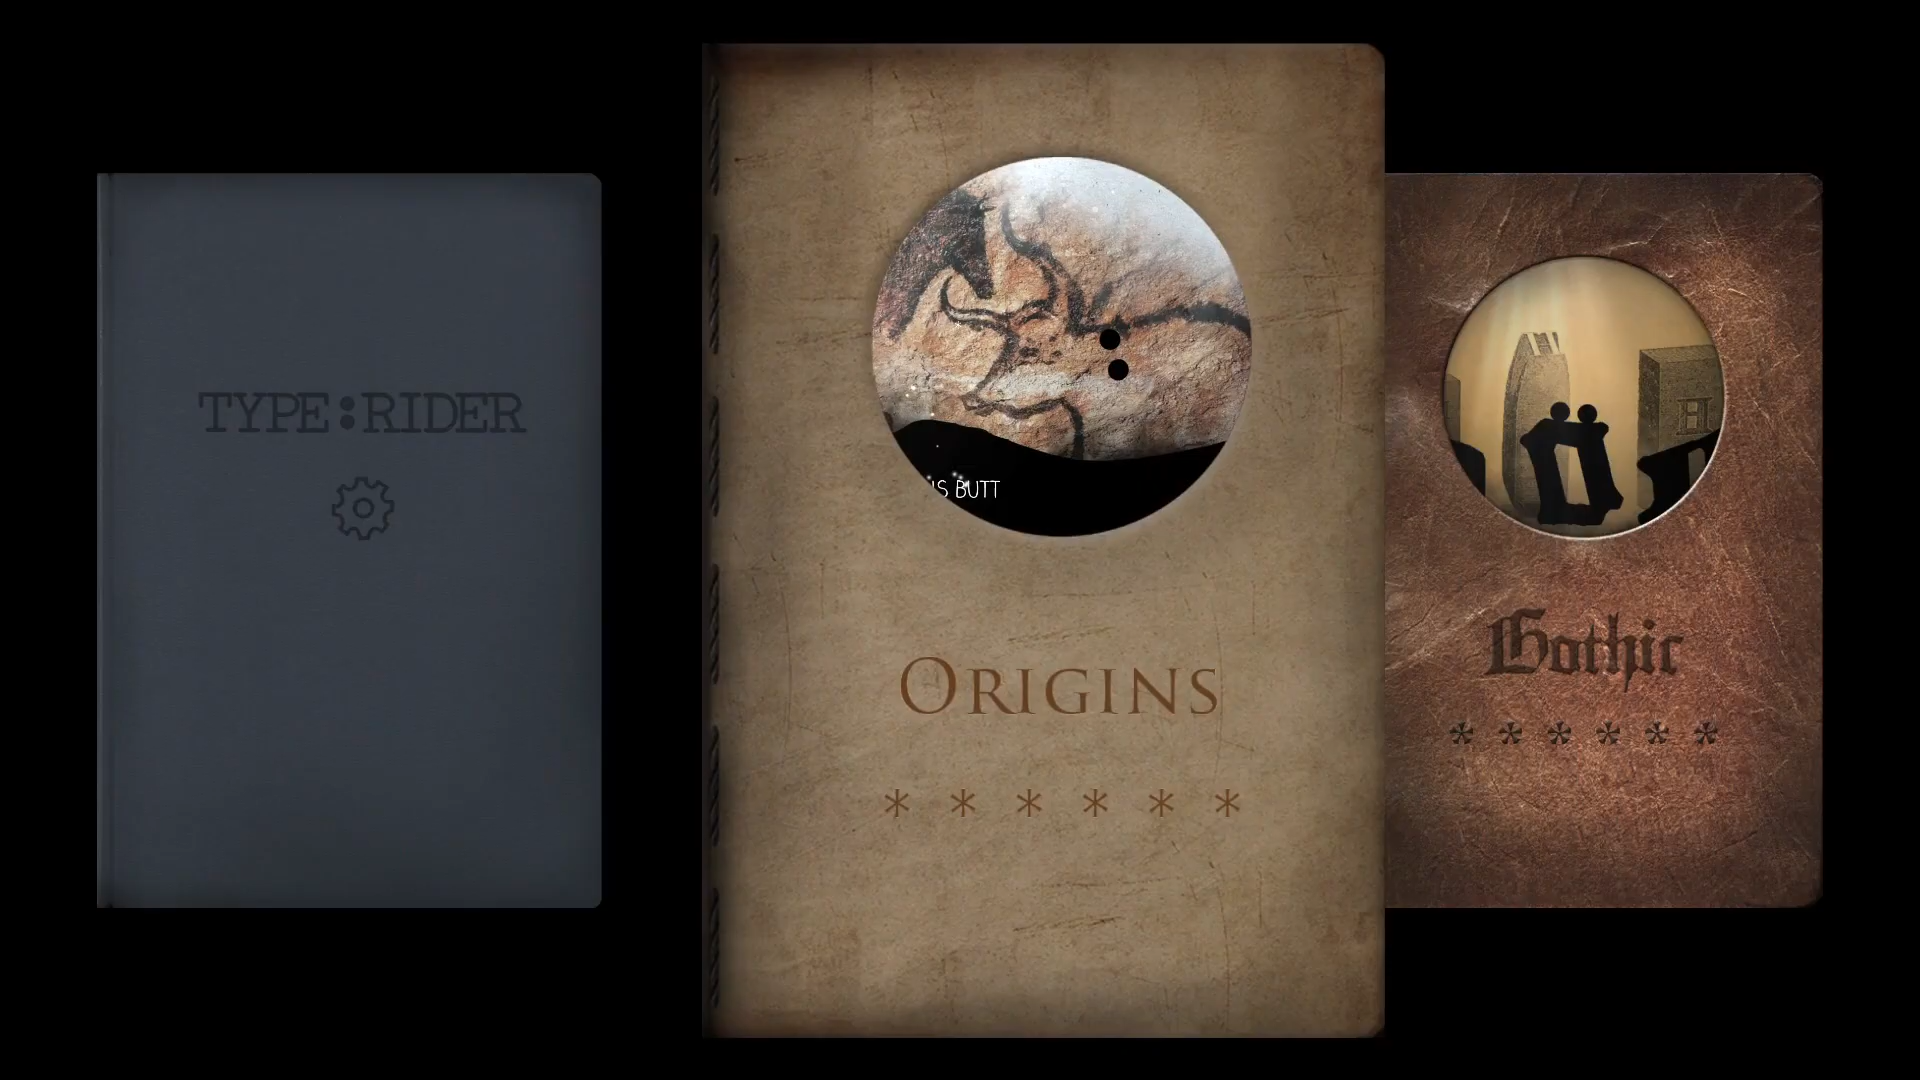 TYPE:RIDER
IS BUTT
ORIGINS
* * * * * *
Gothic
* * * * * *